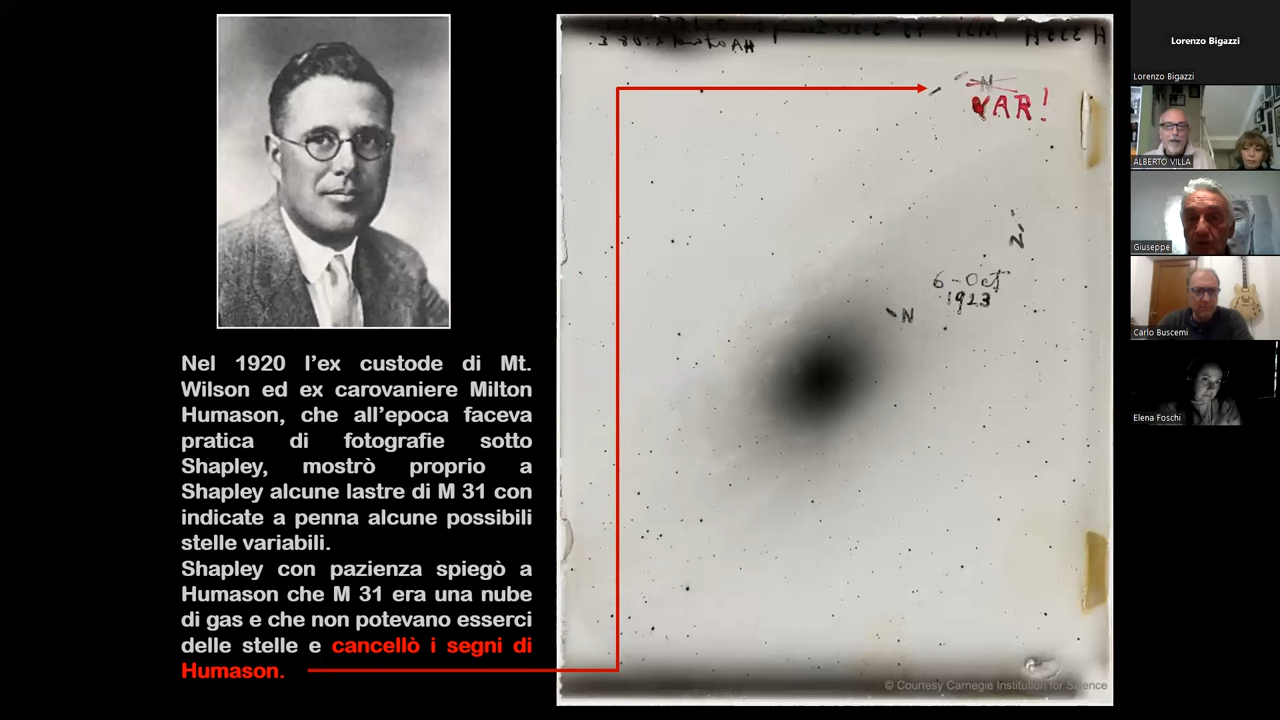 Nel 1920 l’ex custode di Mt.
Wilson ed ex carovaniere Milton
Humason, che all’epoca faceva
pratica di fotografie sotto
Shapley, mostrò proprio a
Shapley alcune lastre di M 31 con
indicate a penna alcune possibili
stelle variabili.
Shapley con pazienza spiegò a
Humason che M 31 era una nube
di gas e che non potevano esserci
delle stelle e cancellò i segni di
Humason.
N
VAR!
N
6-Oct
1923
N
© Courtesy Carnegie Institution for Science
Lorenzo Bigazzi
Lorenzo Bigazzi
ALBERTO VILLA
Giuseppe
Carlo Buscemi
Elena Foschi